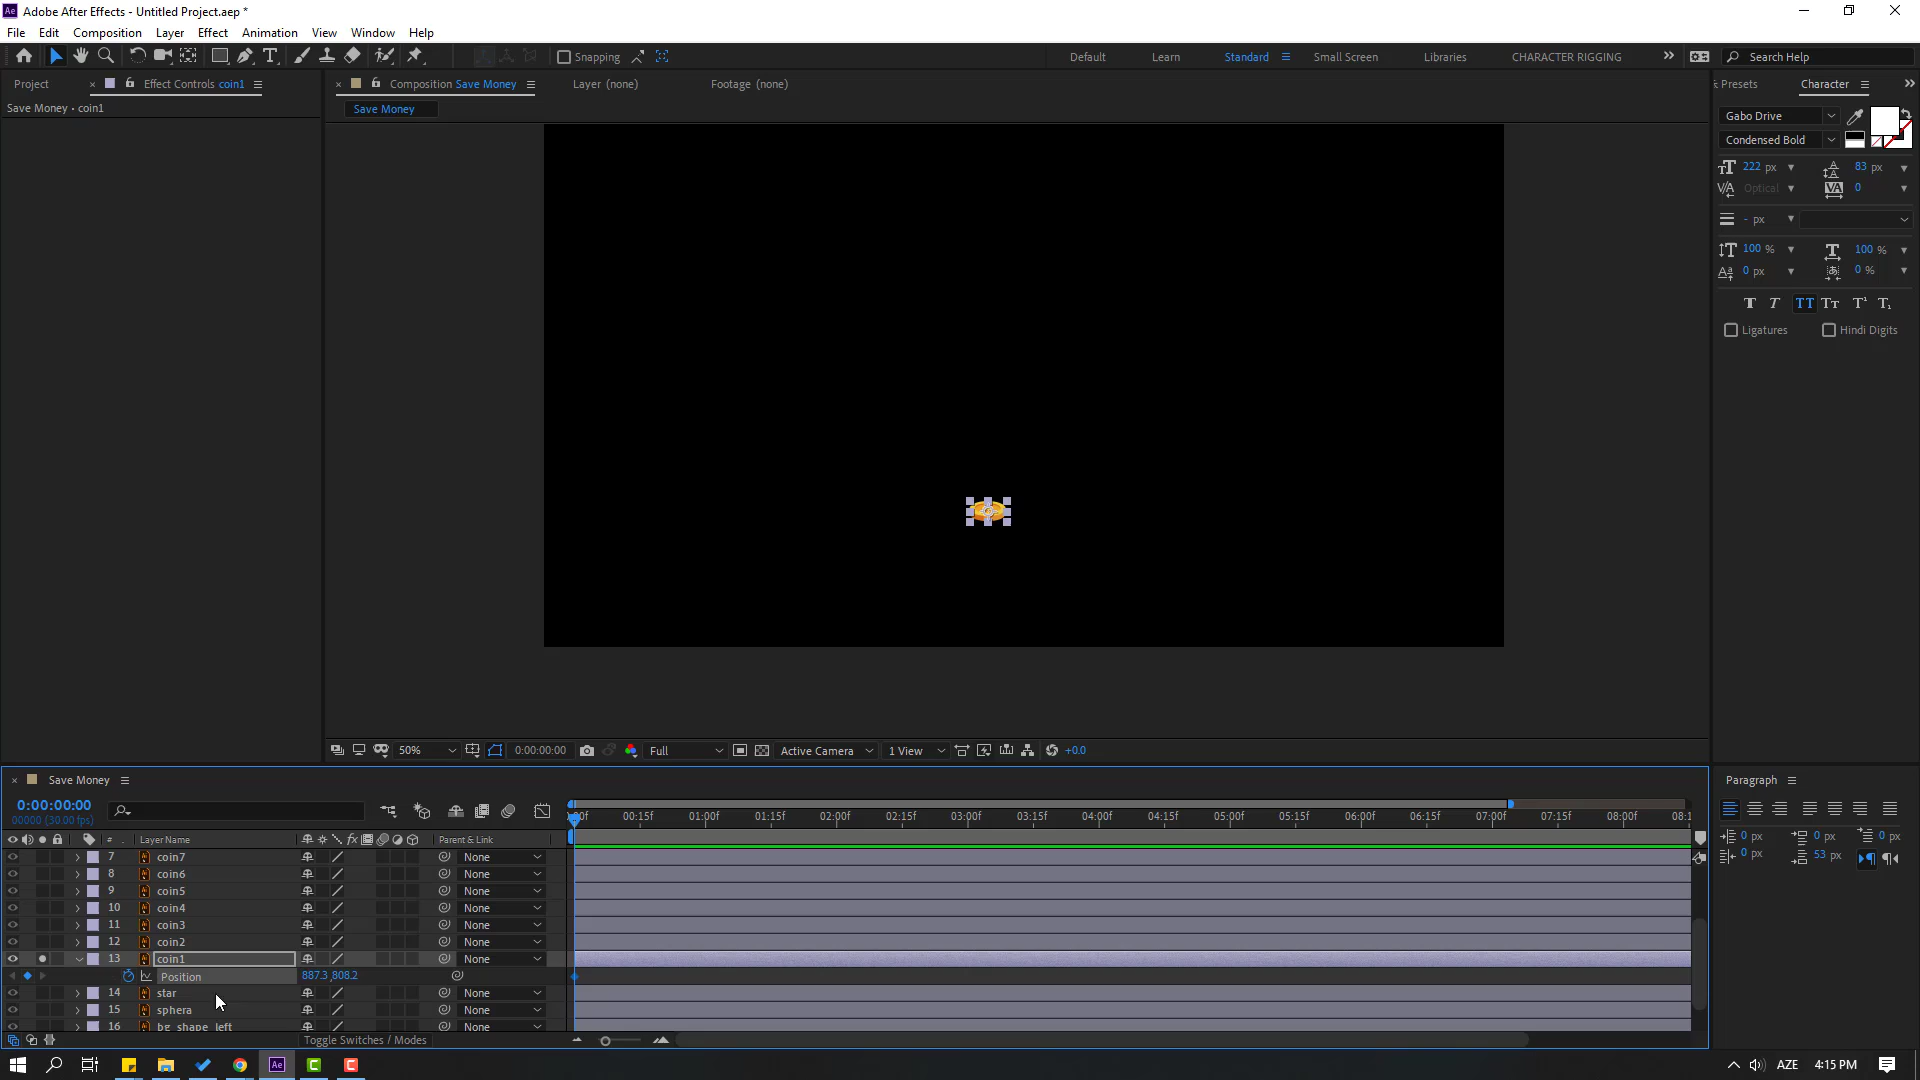 Adobe After Effects - Untitled Project.aep *
File Edit Composition Layer Effect Animation View Window Help
Snapping Default Learn Standard Small Screen Libraries CHARACTER RIGGING Search Help
Project Effect Controls coin1 Composition Save Money Layer (none) Footage (none) Presets Character
Save Money • coin1 Save Money
Gabo Drive
Condensed Bold
222 px 83 px
Optical 0
- px
100 % 100 %
0 px 0 %
Ligatures Hindi Digits
50% 0:00:00:00 Full Active Camera 1 View +0.0
Save Money Paragraph
0:00:00:00
00000 (30.00 fps)
00:15f 01:00f 01:15f 02:00f 02:15f 03:00f 03:15f 04:00f 04:15f 05:00f 05:15f 06:00f 06:15f 07:00f 07:15f 08:00f
# Layer Name Parent & Link
0 px 0 px 0 px
0 px 53 px
7 coin7 None
8 coin6 None
9 coin5 None
10 coin4 None
11 coin3 None
12 coin2 None
13 coin1 None
Position 887.3,808.2
14 star None
15 sphera None
16 bg_shape_left None
Toggle Switches / Modes
AZE 4:15 PM